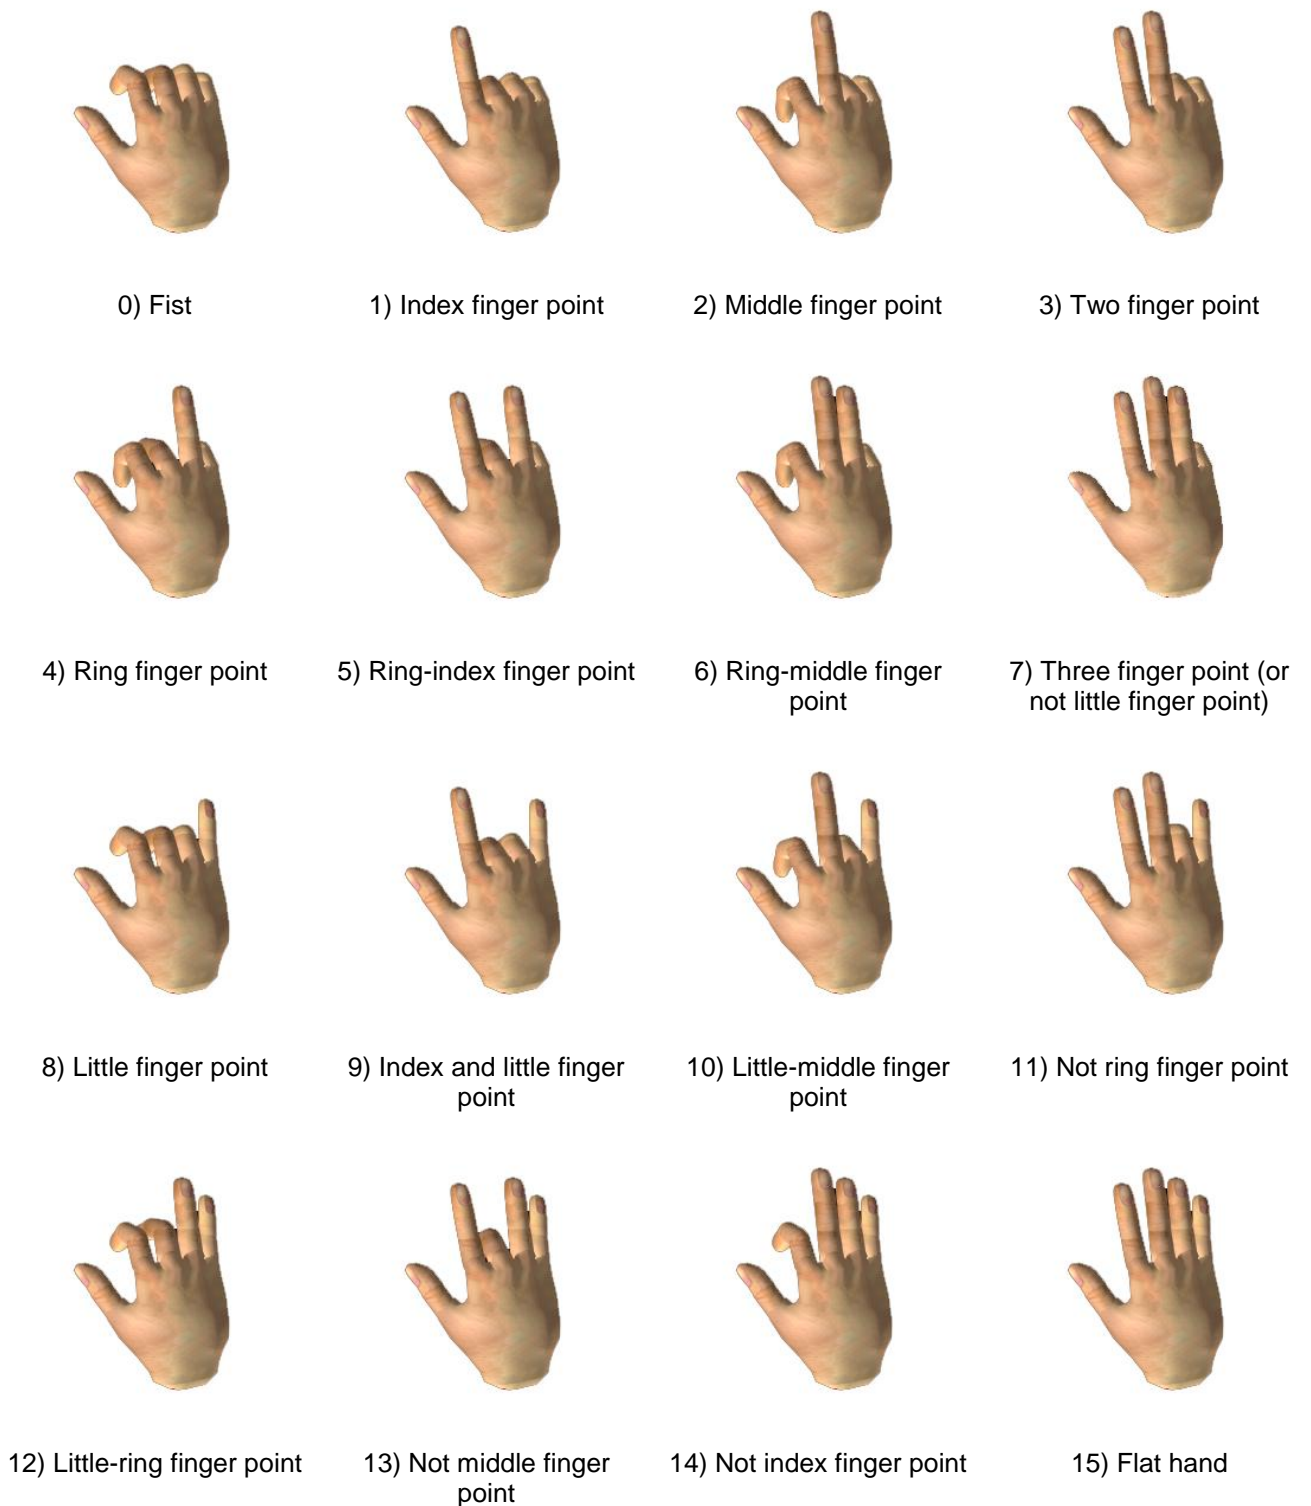 0) Fist
1) Index finger point
2) Middle finger point
3) Two finger point
4) Ring finger point
5) Ring-index finger point
6) Ring-middle finger
point
7) Three finger point (or
not little finger point)
8) Little finger point
9) Index and little finger
point
10) Little-middle finger
point
11) Not ring finger point
12) Little-ring finger point
13) Not middle finger
point
14) Not index finger point
15) Flat hand